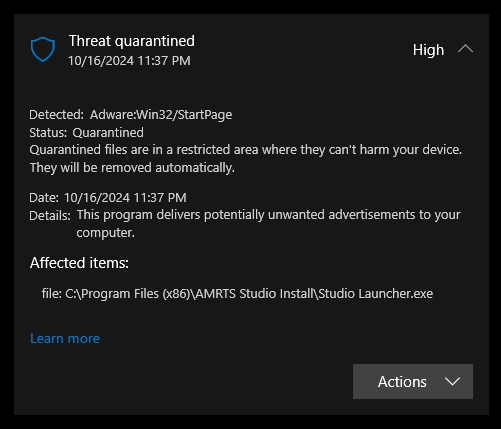 Threat quarantined
10/16/2024 11:37 PM
High
Detected: Adware:Win32/StartPage
Status: Quarantined
Quarantined files are in a restricted area where they can't harm your device.
They will be removed automatically.
Date: 10/16/2024 11:37 PM
Details: This program delivers potentially unwanted advertisements to your
computer.
Affected items:
file: C:\Program Files (x86)\AMRTS Studio Install\Studio Launcher.exe
Learn more
Actions